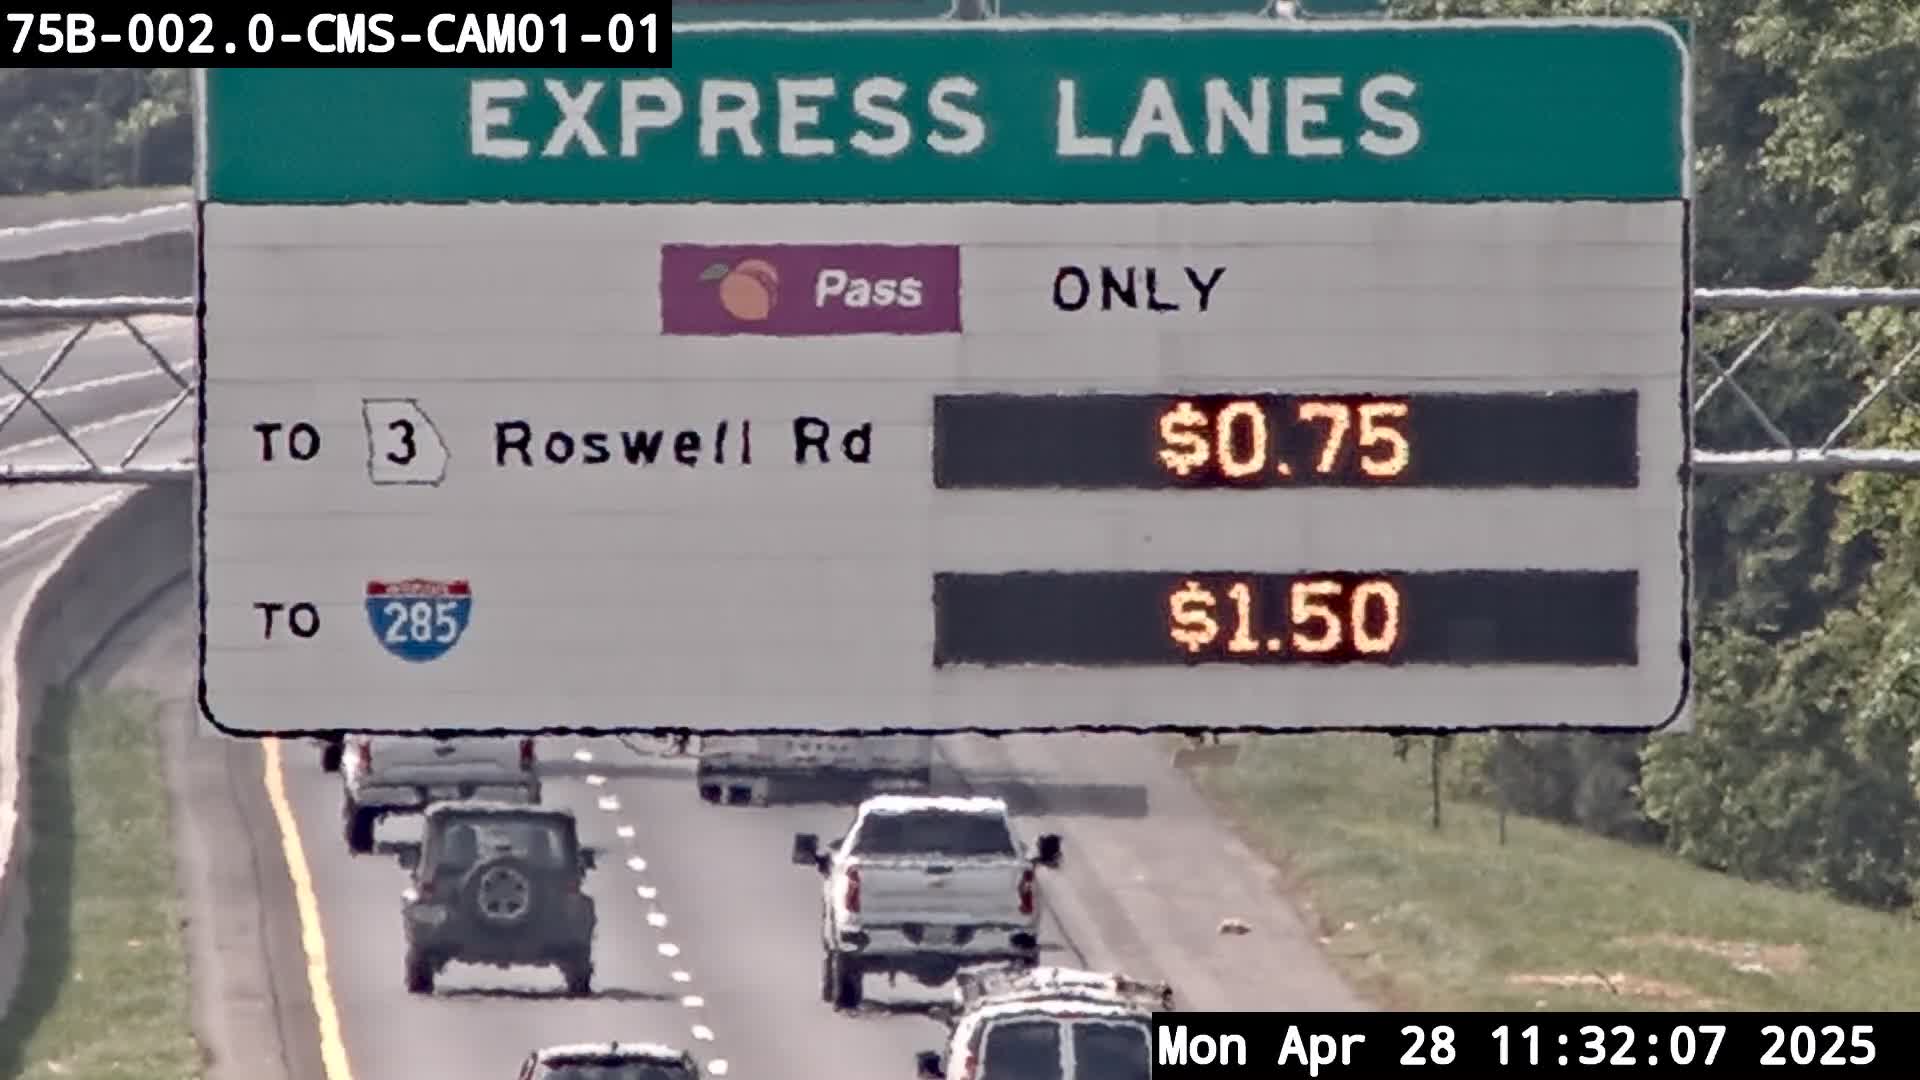 75B-002.0-CMS-CAM01-01
EXPRESS LANES
Pass ONLY
TO 3 Roswell Rd $0.75
TO 285 $1.50
Mon Apr 28 11:32:07 2025